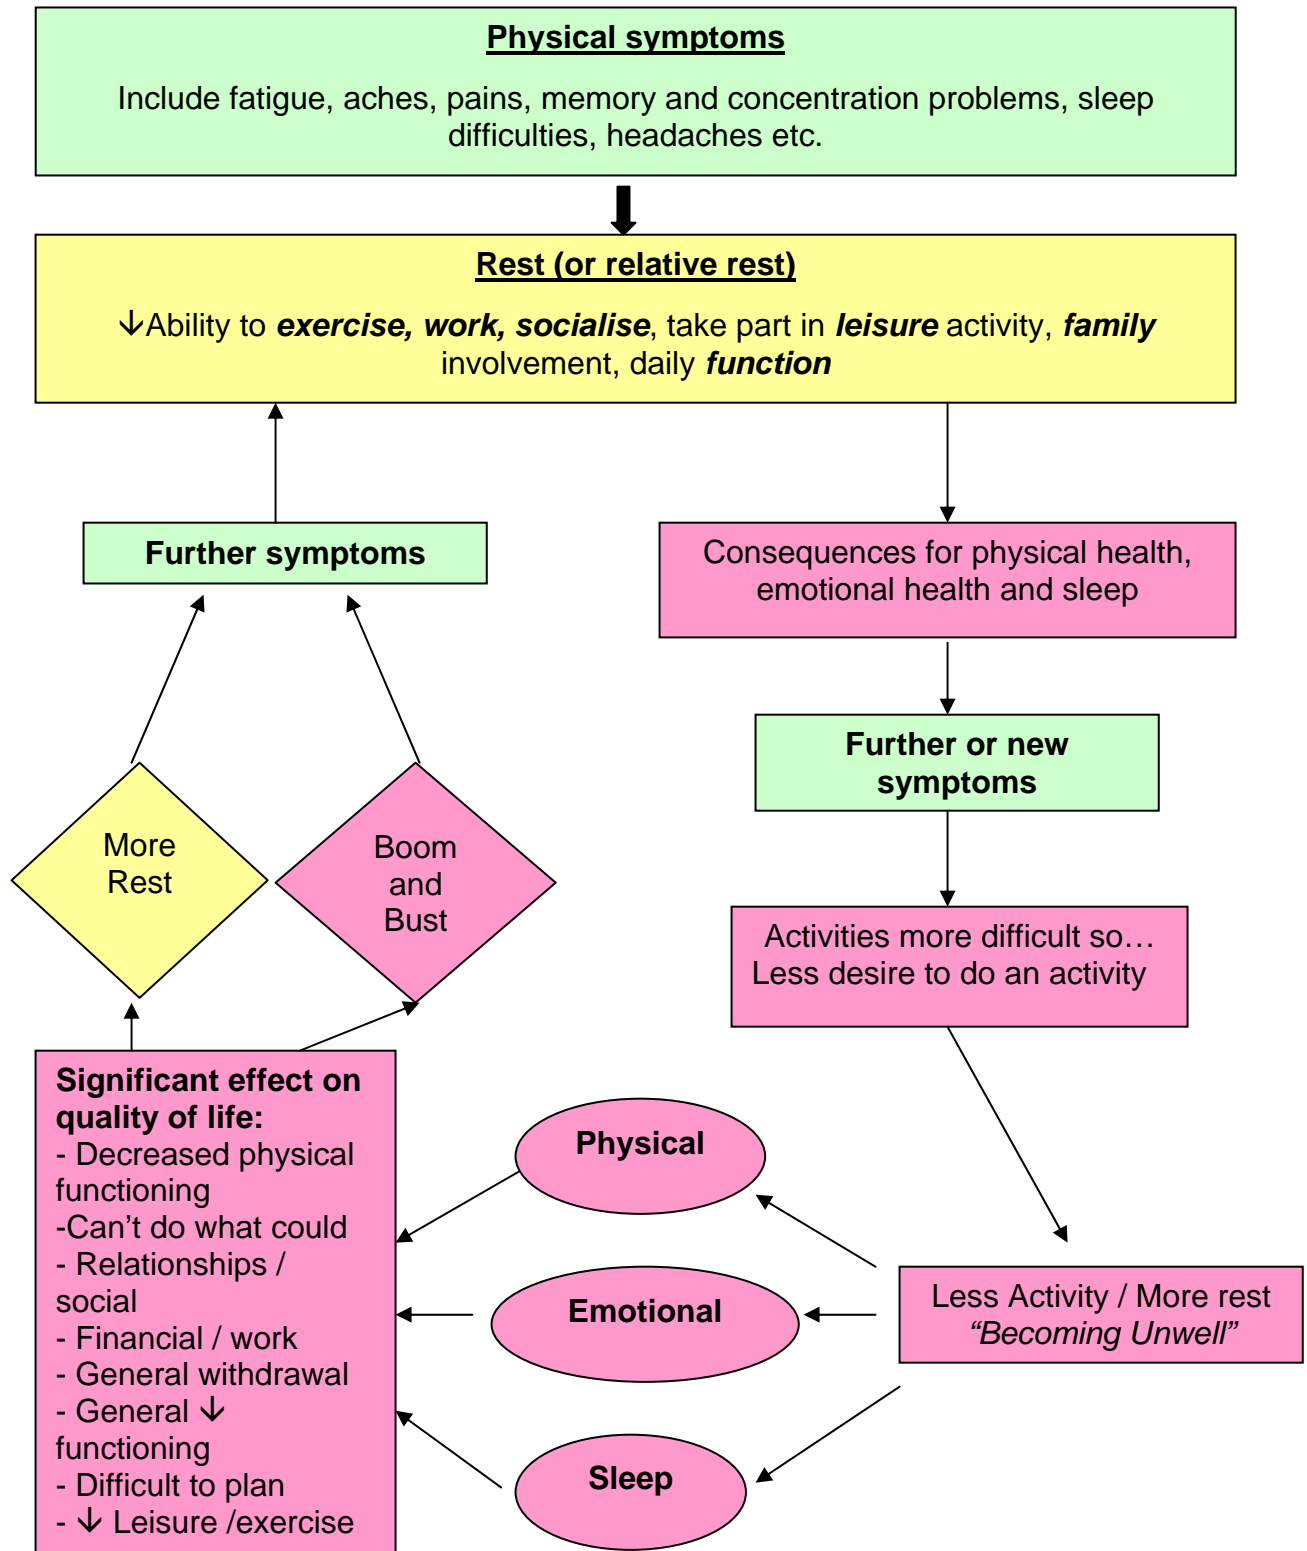 Physical symptoms
Include fatigue, aches, pains, memory and concentration problems, sleep
difficulties, headaches etc.
Rest (or relative rest)
↓Ability to exercise, work, socialise, take part in leisure activity, family
involvement, daily function
Further symptoms
Consequences for physical health,
emotional health and sleep
Further or new
symptoms
More
Rest
Boom
and
Bust
Activities more difficult so…
Less desire to do an activity
Significant effect on
quality of life:
- Decreased physical
functioning
-Can’t do what could
- Relationships /
social
- Financial / work
- General withdrawal
- General ↓
functioning
- Difficult to plan
- ↓ Leisure /exercise
Physical
Emotional
Sleep
Less Activity / More rest
“Becoming Unwell”